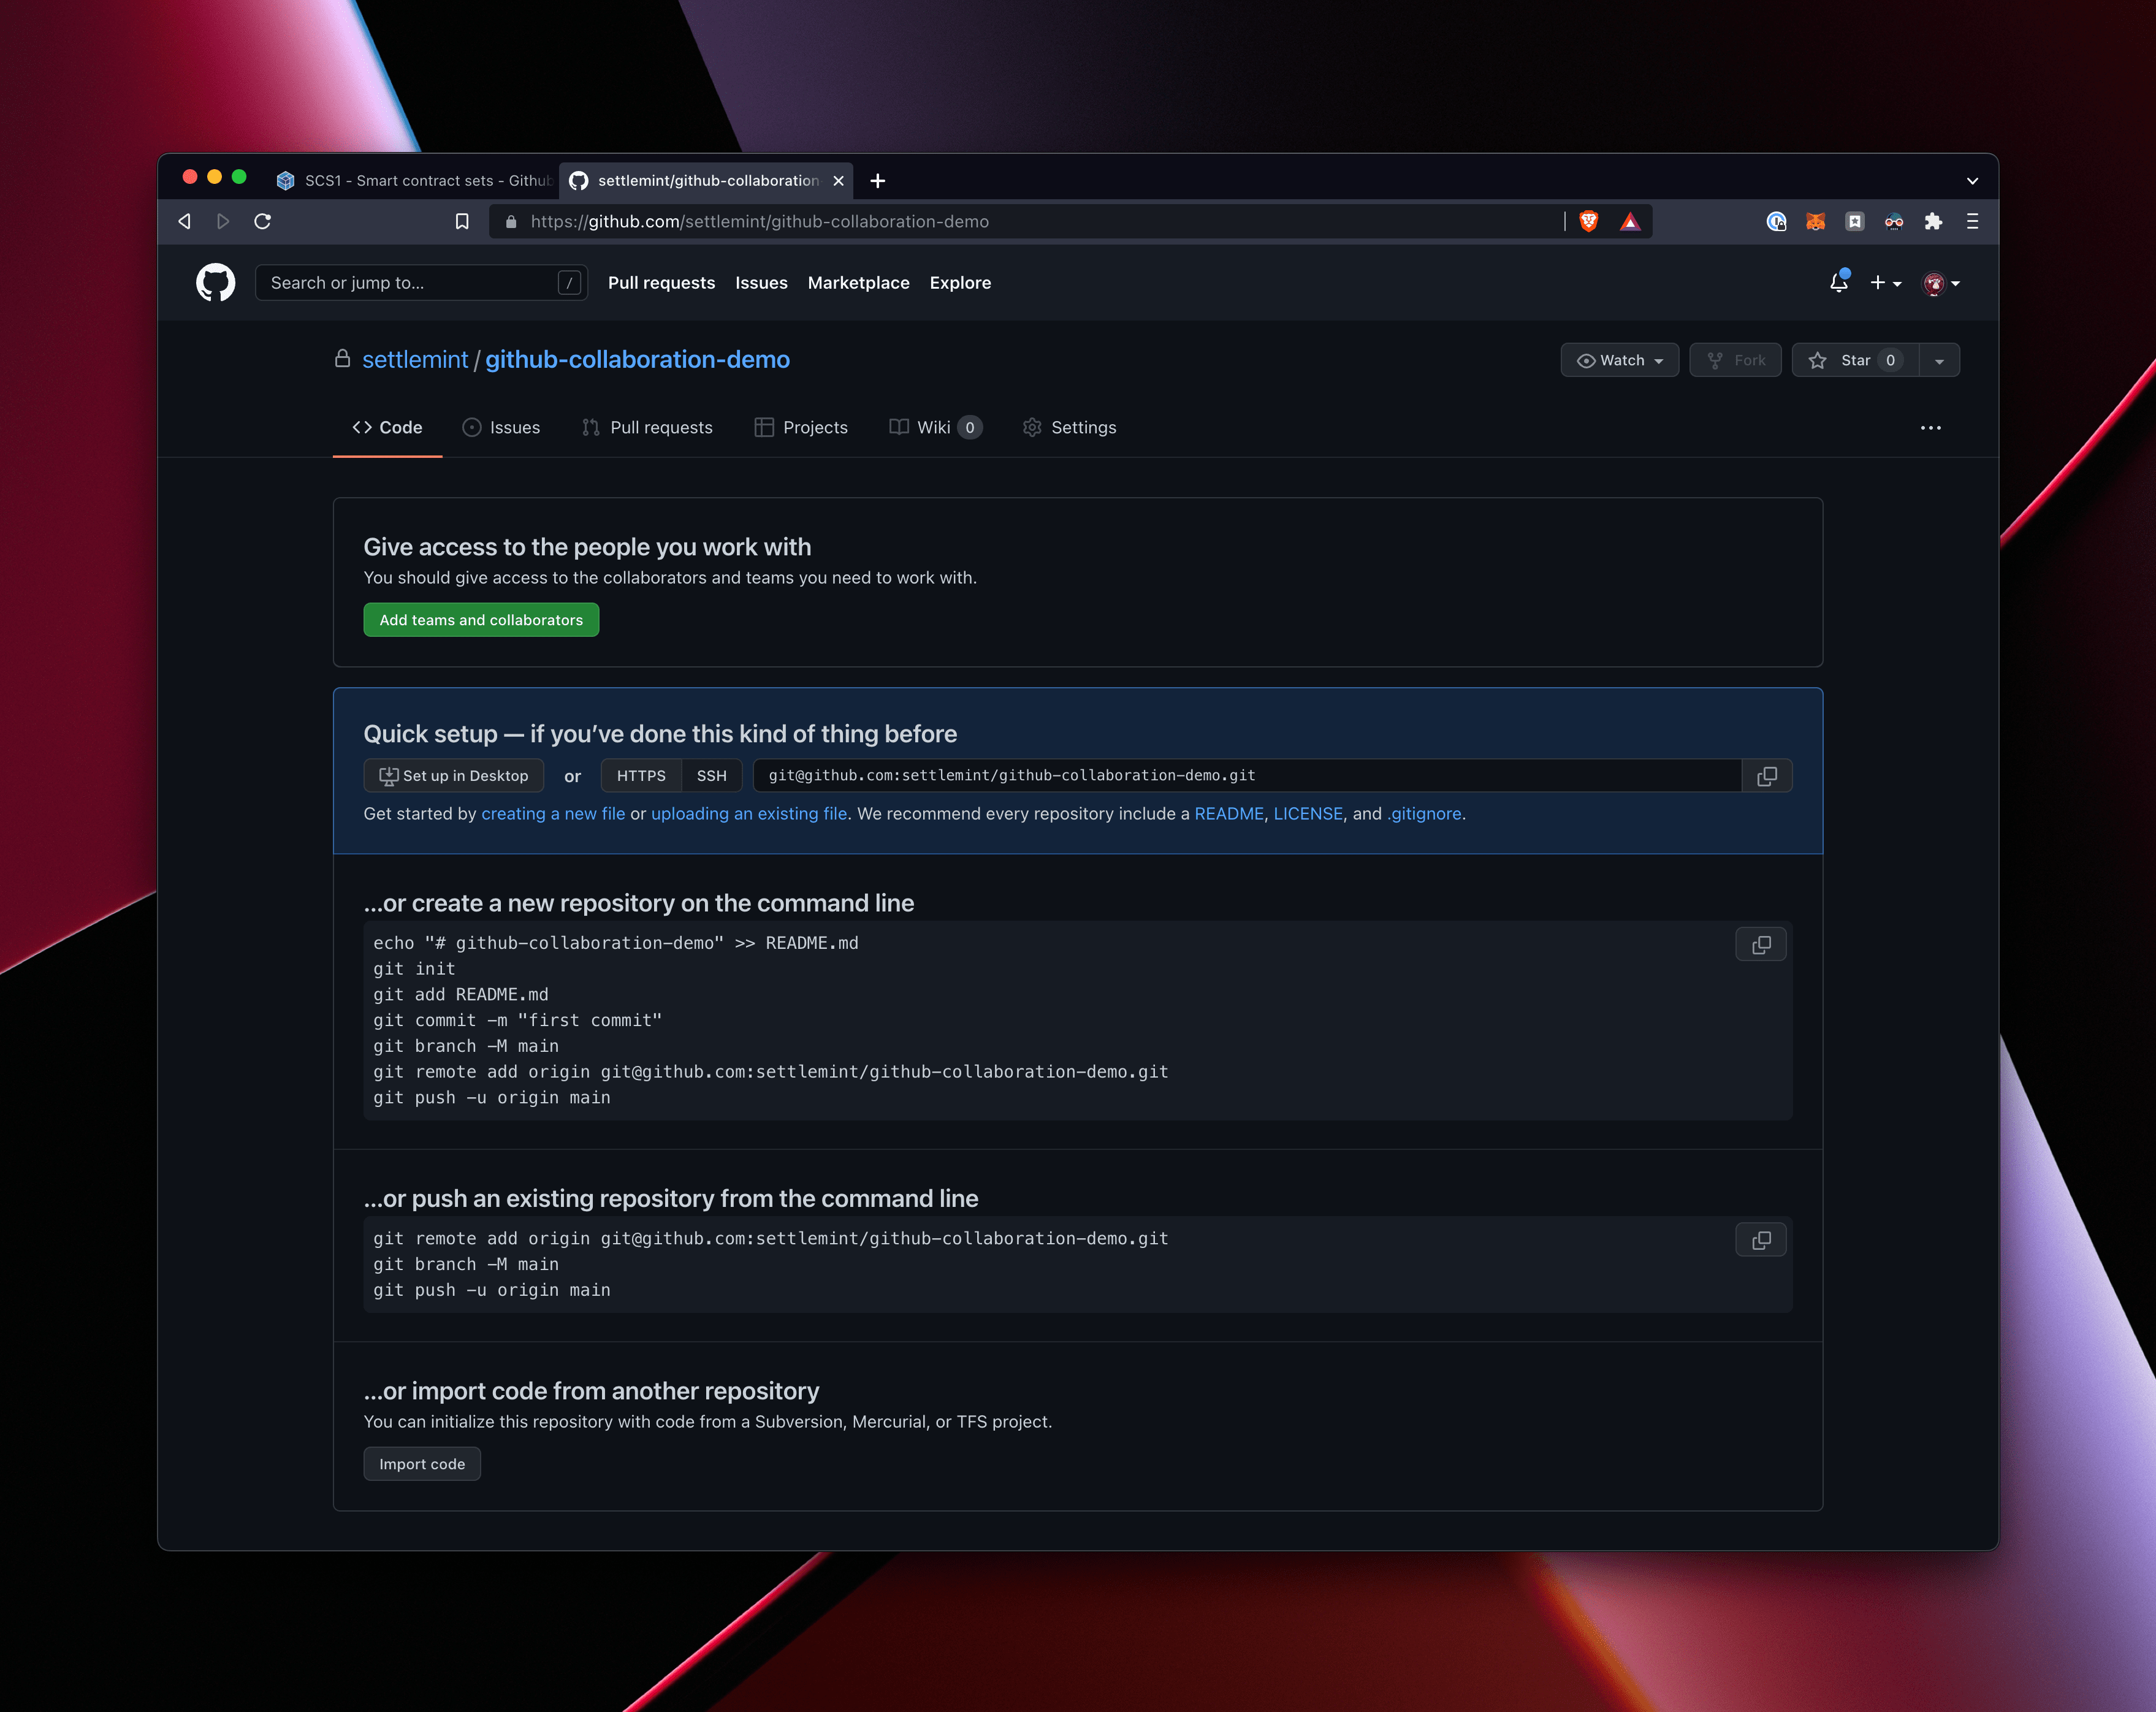 SCS1 - Smart contract sets - Github
settlemint/github-collaboration
https://github.com/settlemint/github-collaboration-demo
Search or jump to...
/
Pull requests
Issues
Marketplace
Explore
settlemint / github-collaboration-demo
Watch
Fork
Star 0
Code
Issues
Pull requests
Projects
Wiki 0
Settings
Give access to the people you work with
You should give access to the collaborators and teams you need to work with.
Add teams and collaborators
Quick setup — if you’ve done this kind of thing before
Set up in Desktop
or
HTTPS
SSH
git@github.com:settlemint/github-collaboration-demo.git
Get started by creating a new file or uploading an existing file. We recommend every repository include a README, LICENSE, and .gitignore.
…or create a new repository on the command line
echo "# github-collaboration-demo" >> README.md
git init
git add README.md
git commit -m "first commit"
git branch -M main
git remote add origin git@github.com:settlemint/github-collaboration-demo.git
git push -u origin main
…or push an existing repository from the command line
git remote add origin git@github.com:settlemint/github-collaboration-demo.git
git branch -M main
git push -u origin main
…or import code from another repository
You can initialize this repository with code from a Subversion, Mercurial, or TFS project.
Import code